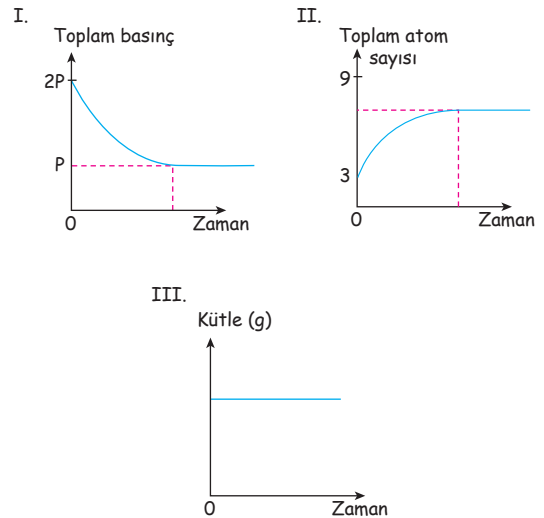 I.
Toplam basınç
2P
P
0
Zaman
II.
Toplam atom
sayısı
9
3
0
Zaman
III.
Kütle (g)
0
Zaman